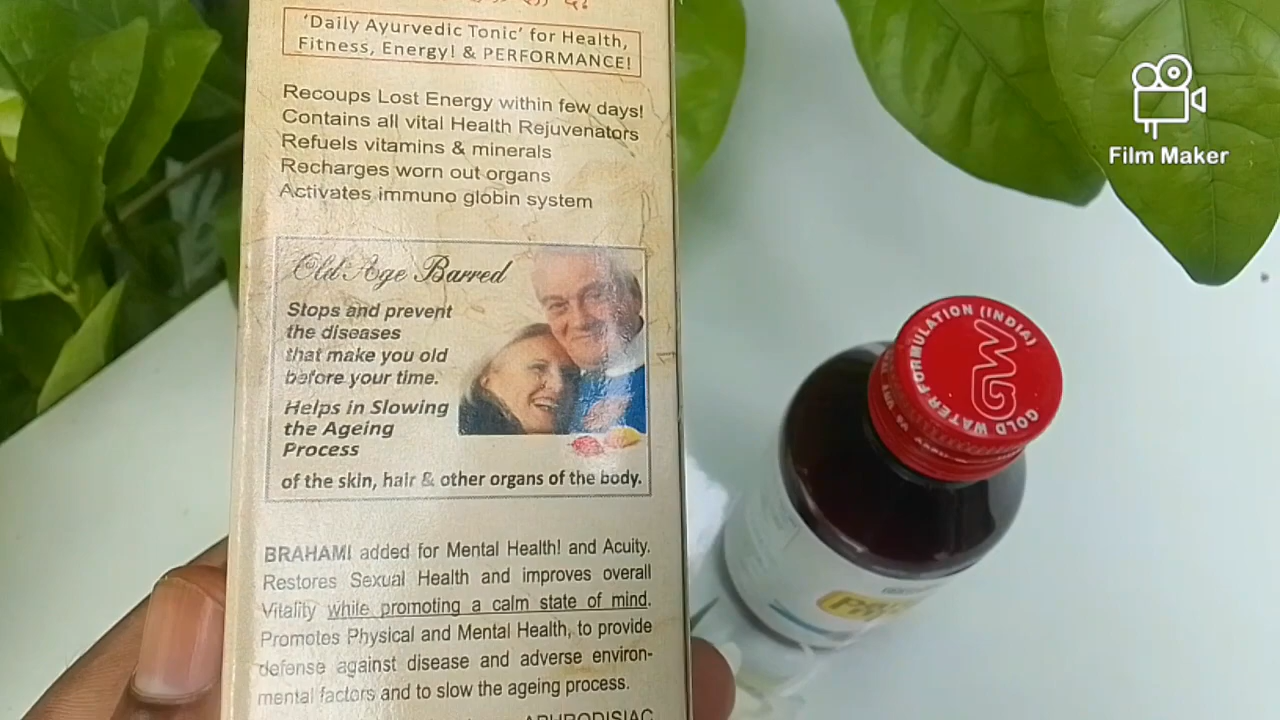 'Daily Ayurvedic Tonic' for Health,
Fitness, Energy! & PERFORMANCE!
Recoups Lost Energy within few days!
Contains all vital Health Rejuvenators
Refuels vitamins & minerals
Recharges worn out organs
Activates immuno globin system
Old Age Barred
Stops and prevent
the diseases
that make you old
before your time.
Helps in Slowing
the Ageing
Process
of the skin, hair & other organs of the body.
BRAHAMI added for Mental Health! and Acuity.
Restores Sexual Health and improves overall
Vitality while promoting a calm state of mind.
Promotes Physical and Mental Health, to provide
defense against disease and adverse environ-
mental factors and to slow the ageing process.
APHRODISIAC
Film Maker
GOLD WATER FORMULATION (INDIA)
GW